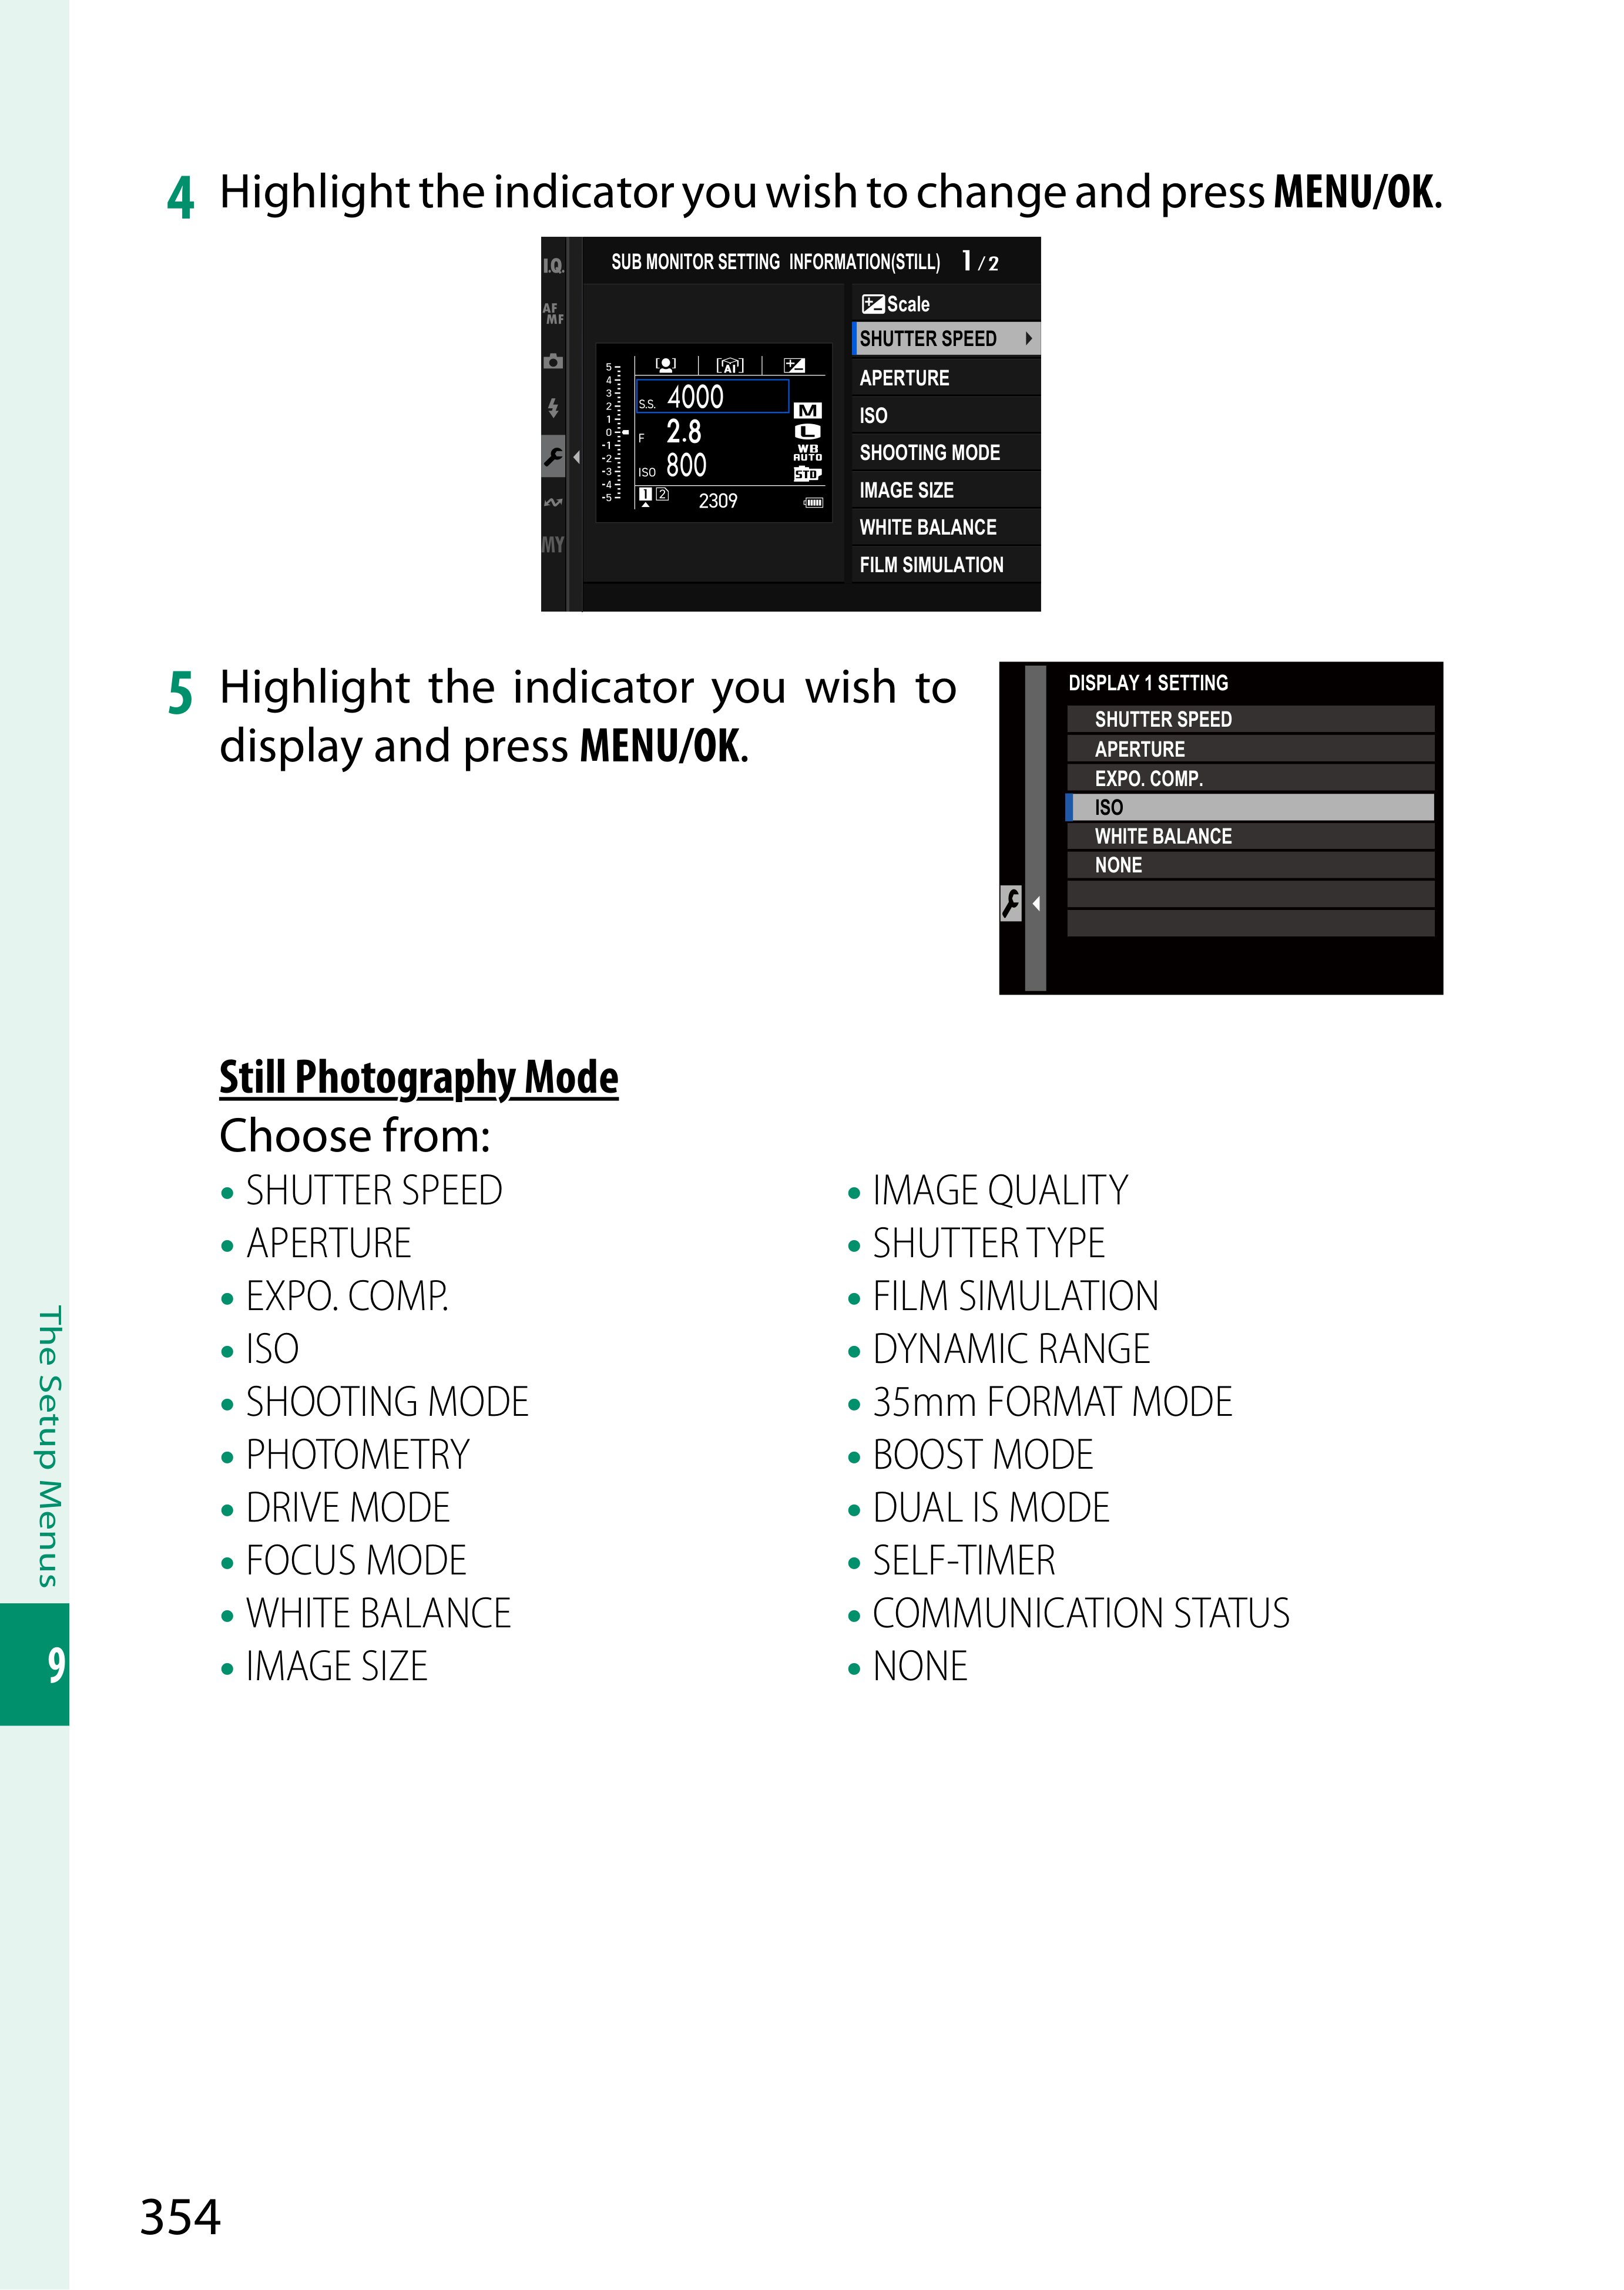 4 Highlight the indicator you wish to change and press MENU/OK.
SUB MONITOR SETTING INFORMATION(STILL) 1/2
I.Q.
AF
MF
MY
5
4
3
2
1
0
-1
-2
-3
-4
-5
AI
S.S. 4000
F 2.8
ISO 800
M
L
WB
AUTO
STD
1 2 2309
Scale
SHUTTER SPEED
APERTURE
ISO
SHOOTING MODE
IMAGE SIZE
WHITE BALANCE
FILM SIMULATION
5 Highlight the indicator you wish to
display and press MENU/OK.
DISPLAY 1 SETTING
SHUTTER SPEED
APERTURE
EXPO. COMP.
ISO
WHITE BALANCE
NONE
Still Photography Mode
Choose from:
• SHUTTER SPEED
• APERTURE
• EXPO. COMP.
• ISO
• SHOOTING MODE
• PHOTOMETRY
• DRIVE MODE
• FOCUS MODE
• WHITE BALANCE
• IMAGE SIZE
• IMAGE QUALITY
• SHUTTER TYPE
• FILM SIMULATION
• DYNAMIC RANGE
• 35mm FORMAT MODE
• BOOST MODE
• DUAL IS MODE
• SELF-TIMER
• COMMUNICATION STATUS
• NONE
The Setup Menus
9
354